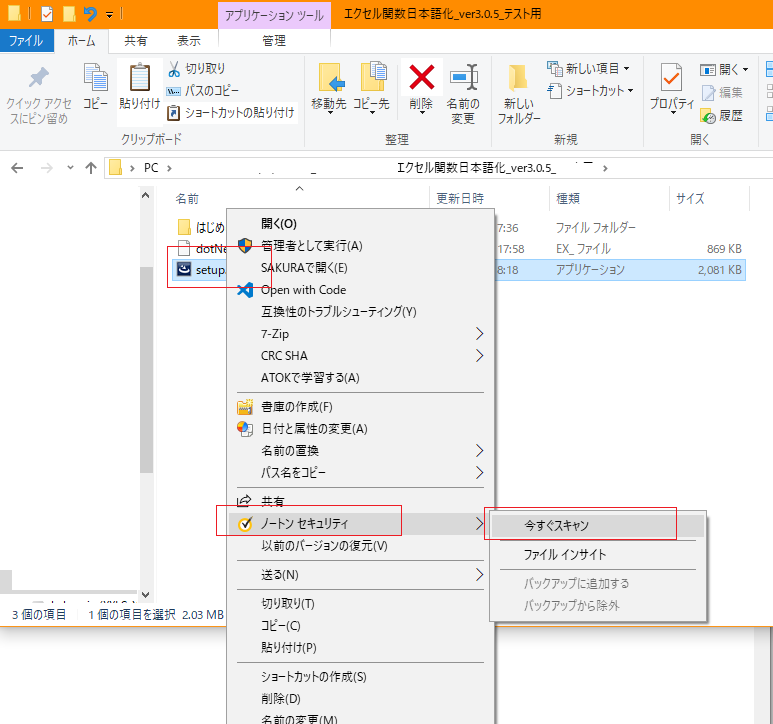 アプリケーション ツール
エクセル関数日本語化_ver3.0.5_テスト用
ファイル
ホーム
共有
表示
管理
クイック アクセスにピン留め
コピー
貼り付け
切り取り
パスのコピー
ショートカットの貼り付け
クリップボード
移動先
コピー先
削除
名前の変更
整理
新しいフォルダー
新しい項目
ショートカット
新規
プロパティ
開く
編集
履歴
開く
PC
エクセル関数日本語化_ver3.0.5_
名前
更新日時
種類
サイズ
はじめ
7:36
ファイル フォルダー
dotNe
17:58
EX_ ファイル
869 KB
setup.
8:18
アプリケーション
2,081 KB
開く(O)
管理者として実行(A)
SAKURAで開く(E)
Open with Code
互換性のトラブルシューティング(Y)
7-Zip
CRC SHA
ATOKで学習する(A)
書庫の作成(F)
日付と属性の変更(A)
名前の置換
パス名をコピー
共有
ノートン セキュリティ
今すぐスキャン
以前のバージョンの復元(V)
ファイル インサイト
送る(N)
バックアップに追加する
バックアップから除外
切り取り(T)
3 個の項目
1 個の項目を選択
2.03 MB
コピー(C)
貼り付け(P)
ショートカットの作成(S)
削除(D)
名前の変更(M)